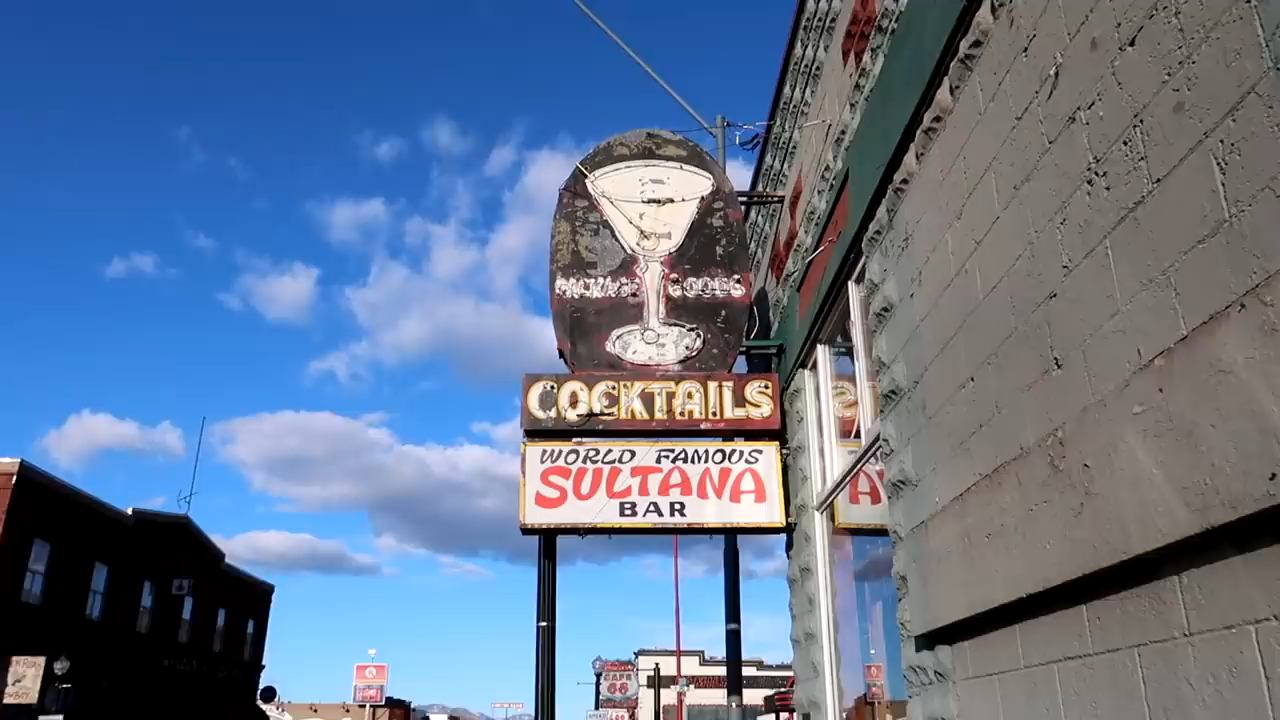 PACKAGE GOODS
COCKTAILS
WORLD FAMOUS
SULTANA
BAR
CAFE
66